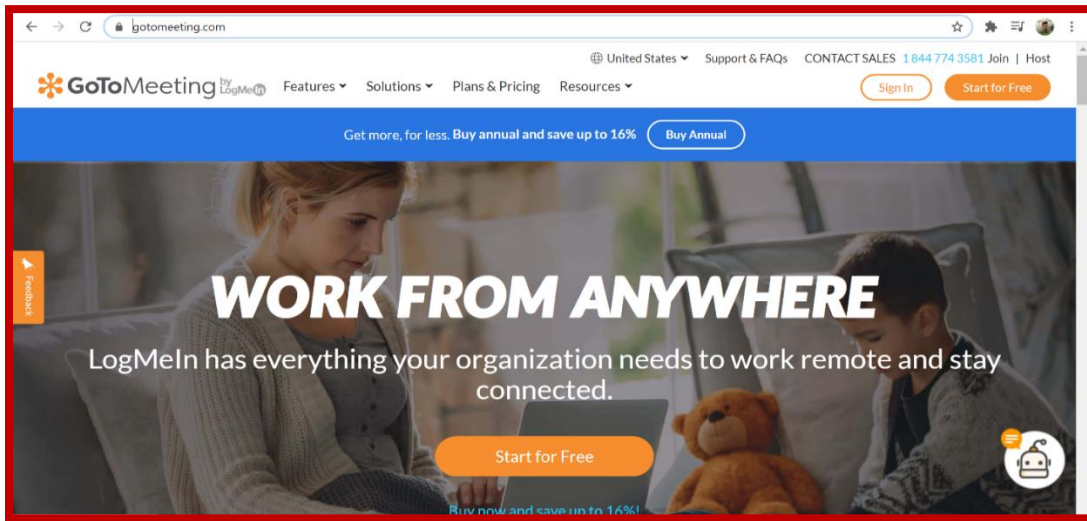 gotomeeting.com
United States Support & FAQs CONTACT SALES 1 844 774 3581 Join | Host
GoToMeeting by LogMeIn Features Solutions Plans & Pricing Resources Sign In Start for Free
Get more, for less. Buy annual and save up to 16% Buy Annual
Feedback
WORK FROM ANYWHERE
LogMeIn has everything your organization needs to work remote and stay
connected.
Start for Free
Buy now and save up to 16%!